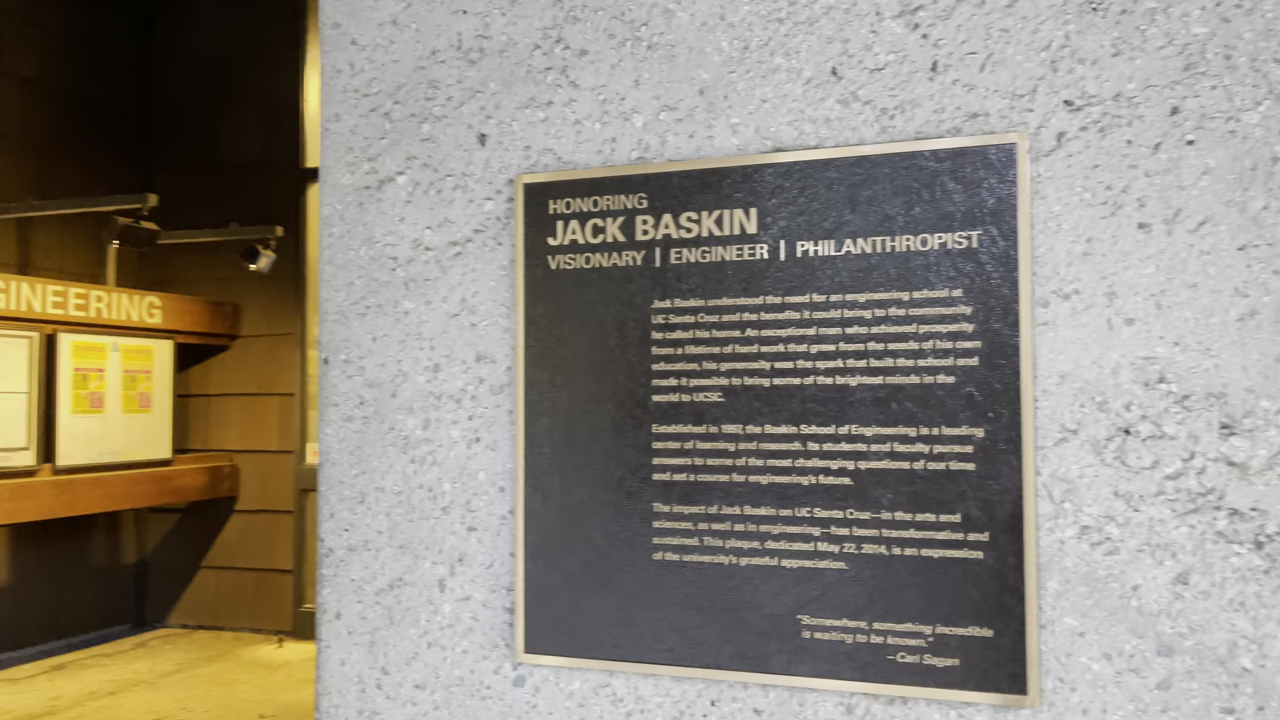 GINEERING
HONORING
JACK BASKIN
VISIONARY | ENGINEER | PHILANTHROPIST
Jack Baskin understood the need for an engineering school at
UC Santa Cruz and the benefits it could bring to the community
he called his home. An exceptional man who achieved prosperity
from a lifetime of hard work that grew from the seeds of his own
education, his generosity was the spark that built the school and
made it possible to bring some of the brightest minds in the
world to UCSC.
Established in 1997, the Baskin School of Engineering is a leading
center of learning and research. Its students and faculty pursue
answers to some of the most challenging questions of our time
and set a course for engineering's future.
The impact of Jack Baskin on UC Santa Cruz—in the arts and
sciences, as well as in engineering—has been transformative and
sustained. This plaque, dedicated May 22, 2014, is an expression
of the university's grateful appreciation.
"Somewhere, something incredible
is waiting to be known."
– Carl Sagan